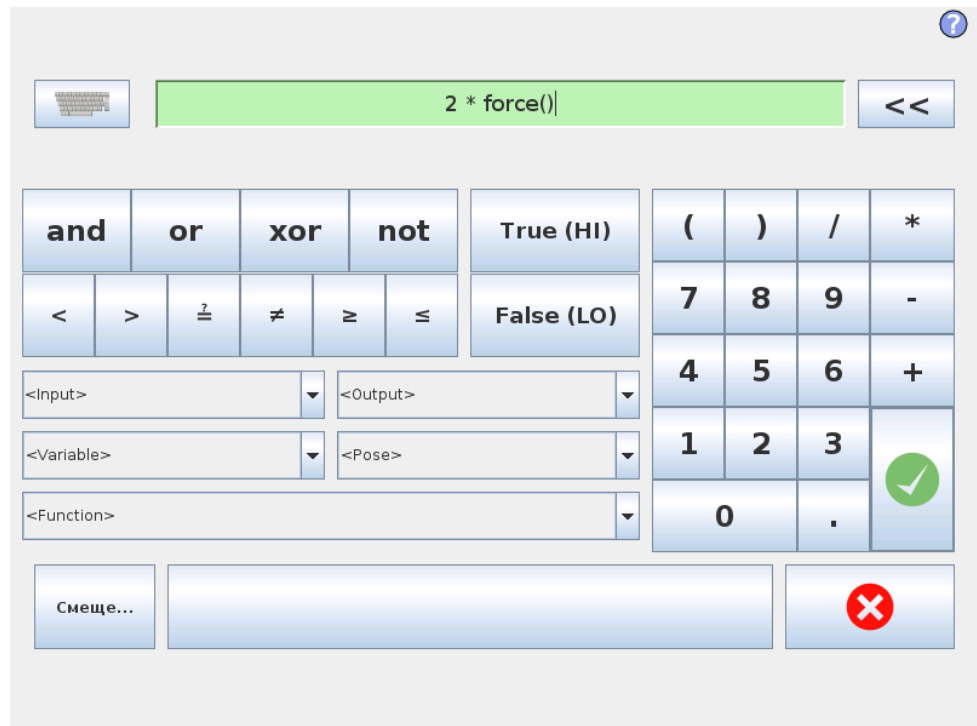 ?
2 * force()
<<
and or xor not True (HI) ( ) / *
< > ≟ ≠ ≥ ≤ False (LO) 7 8 9 -
<Input> <Output> 4 5 6 +
<Variable> <Pose> 1 2 3
<Function> 0 .
Смеще...